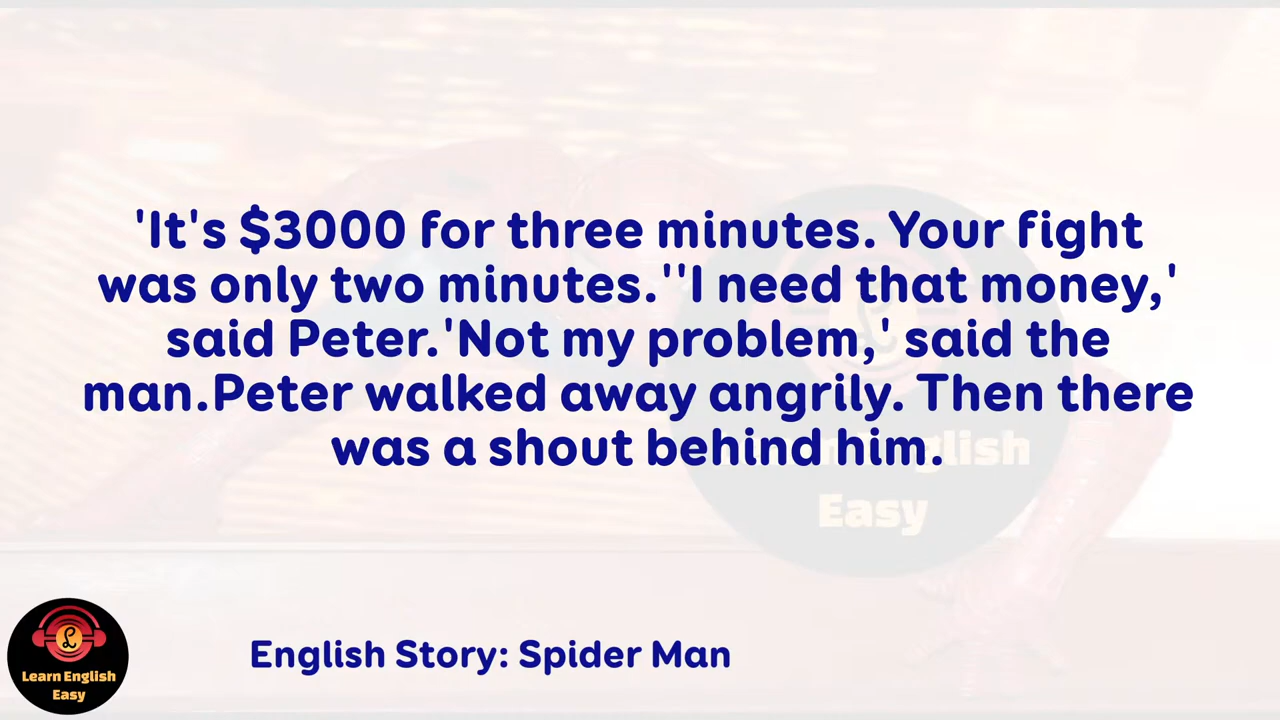 'It's $3000 for three minutes. Your fight
was only two minutes.''I need that money,'
said Peter.'Not my problem,' said the
man.Peter walked away angrily. Then there
was a shout behind him.
English
Easy
English Story: Spider Man
Learn English
Easy